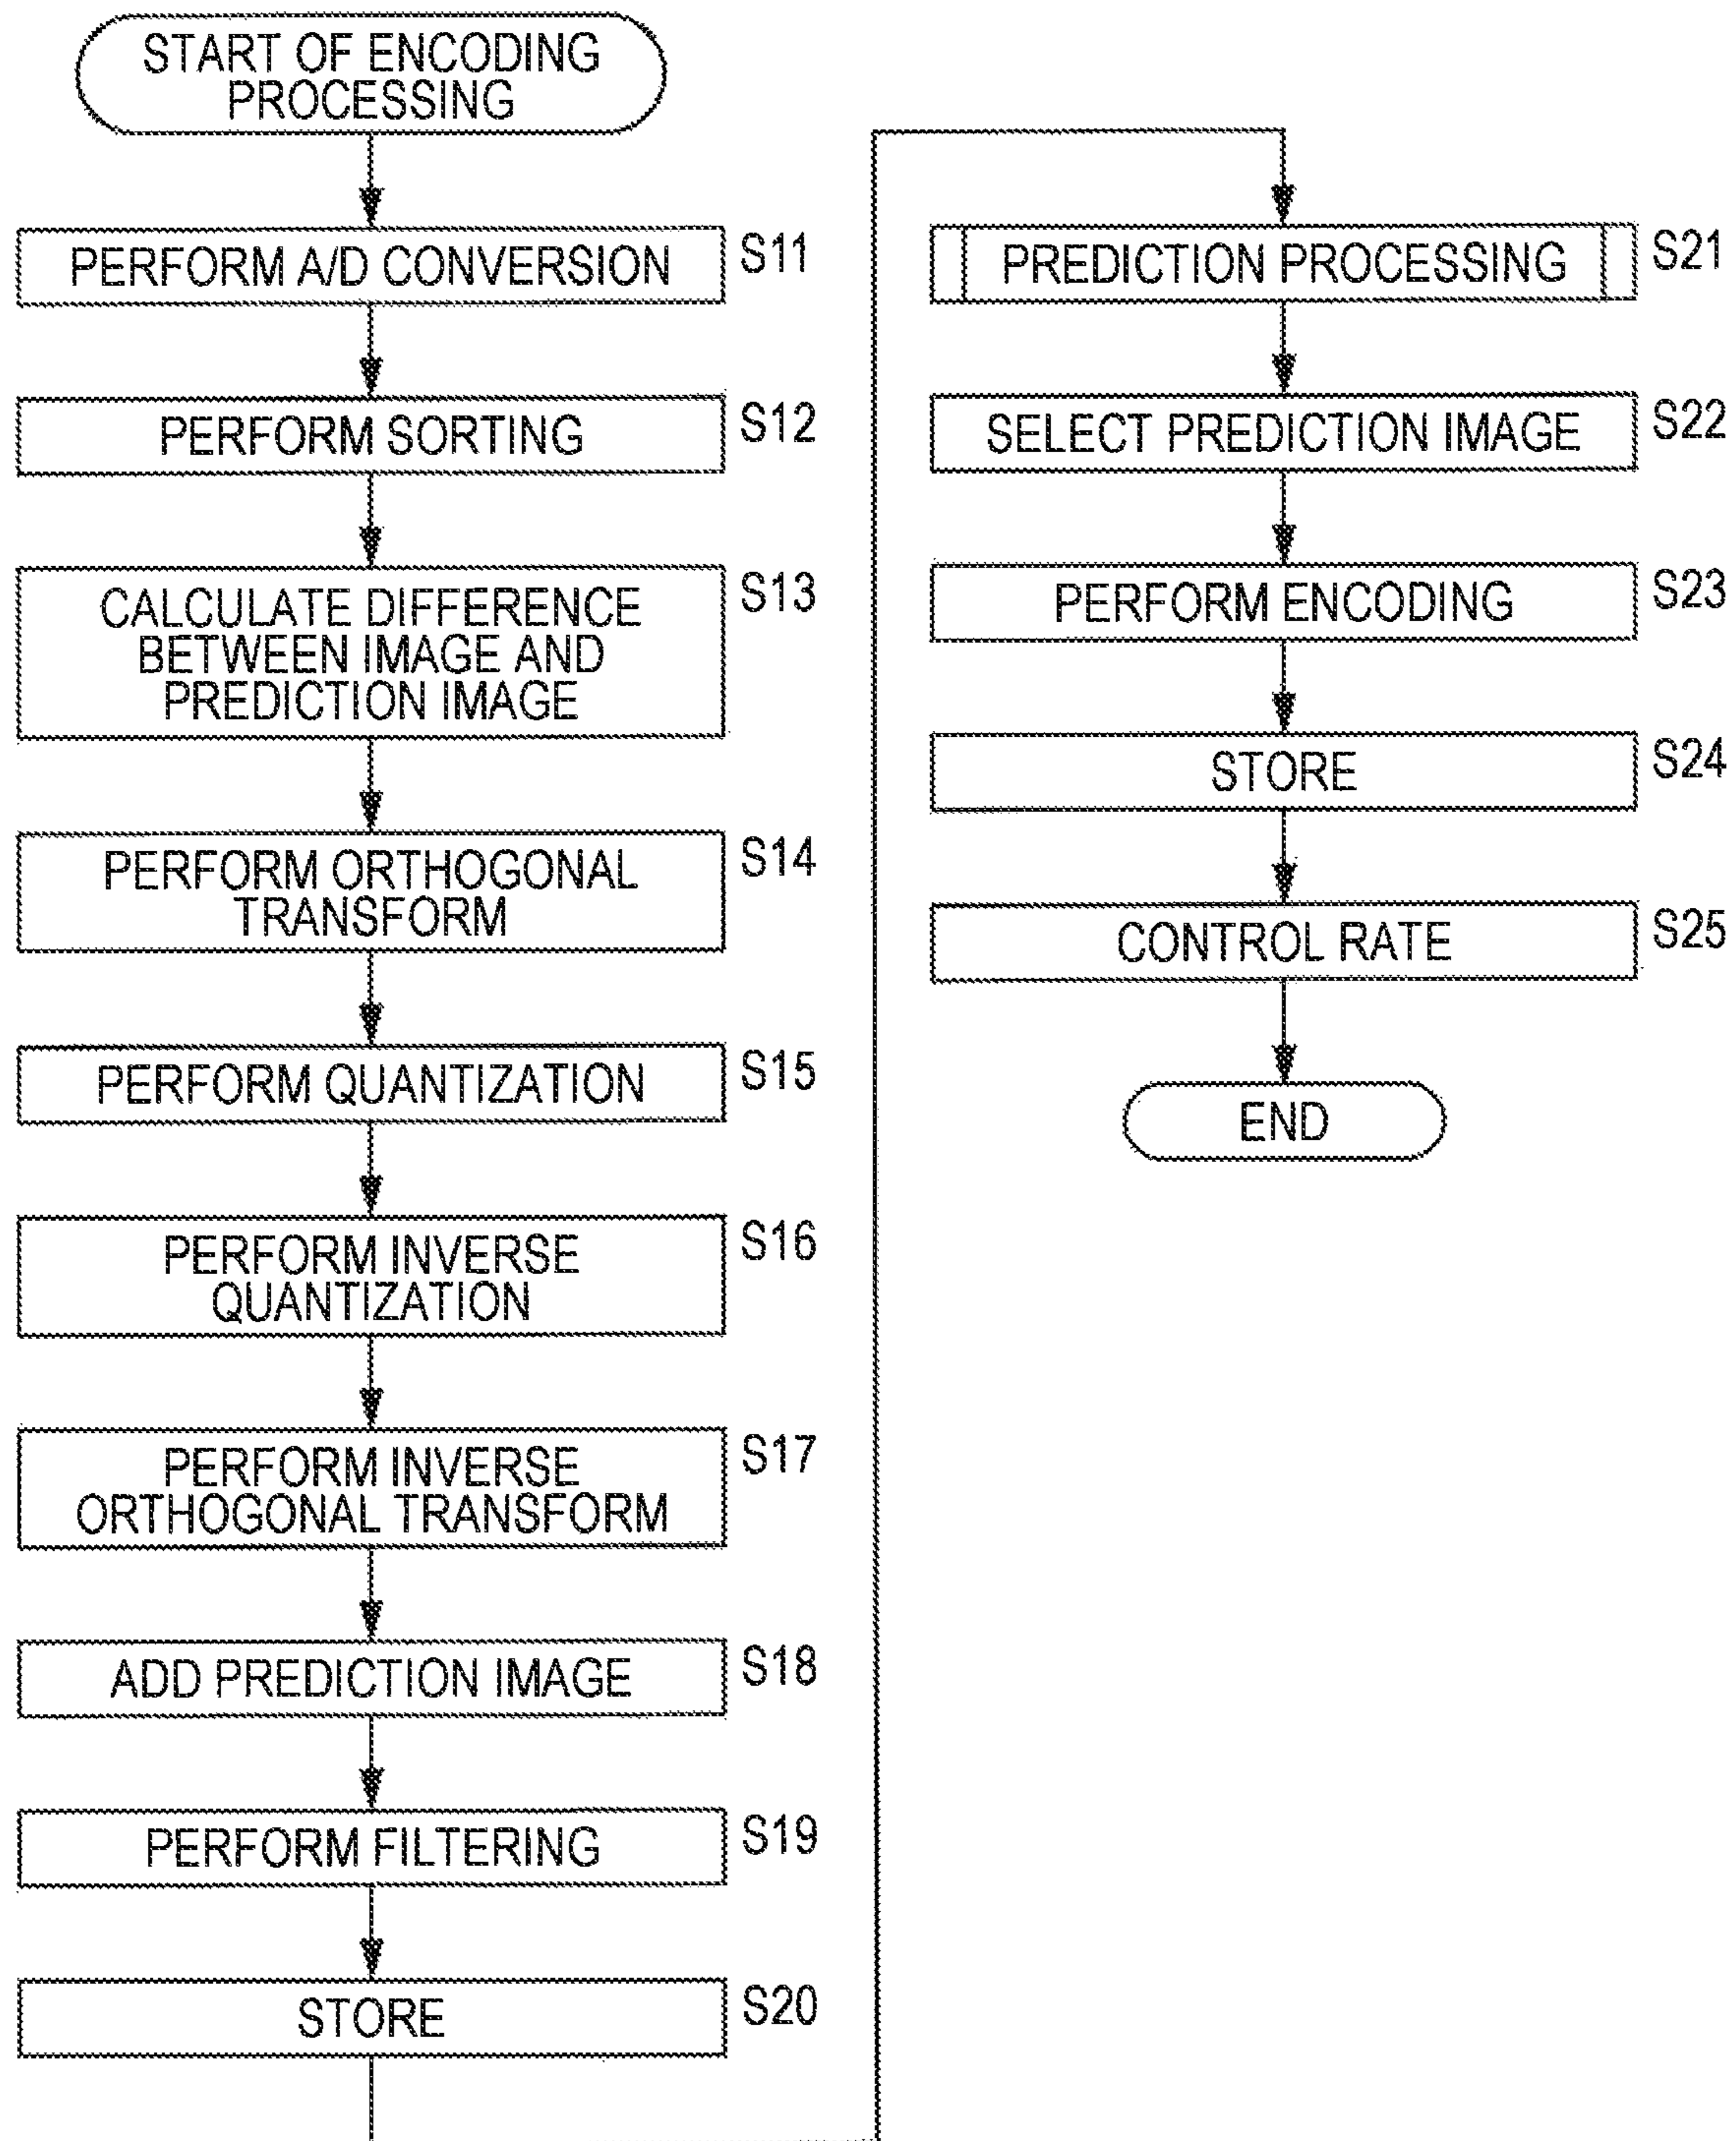 START OF ENCODING
PROCESSING
PERFORM A/D CONVERSION
S11
PERFORM SORTING
S12
CALCULATE DIFFERENCE
BETWEEN IMAGE AND
PREDICTION IMAGE
S13
PERFORM ORTHOGONAL
TRANSFORM
S14
PERFORM QUANTIZATION
S15
PERFORM INVERSE
QUANTIZATION
S16
PERFORM INVERSE
ORTHOGONAL TRANSFORM
S17
ADD PREDICTION IMAGE
S18
PERFORM FILTERING
S19
STORE
S20
PREDICTION PROCESSING
S21
SELECT PREDICTION IMAGE
S22
PERFORM ENCODING
S23
STORE
S24
CONTROL RATE
S25
END